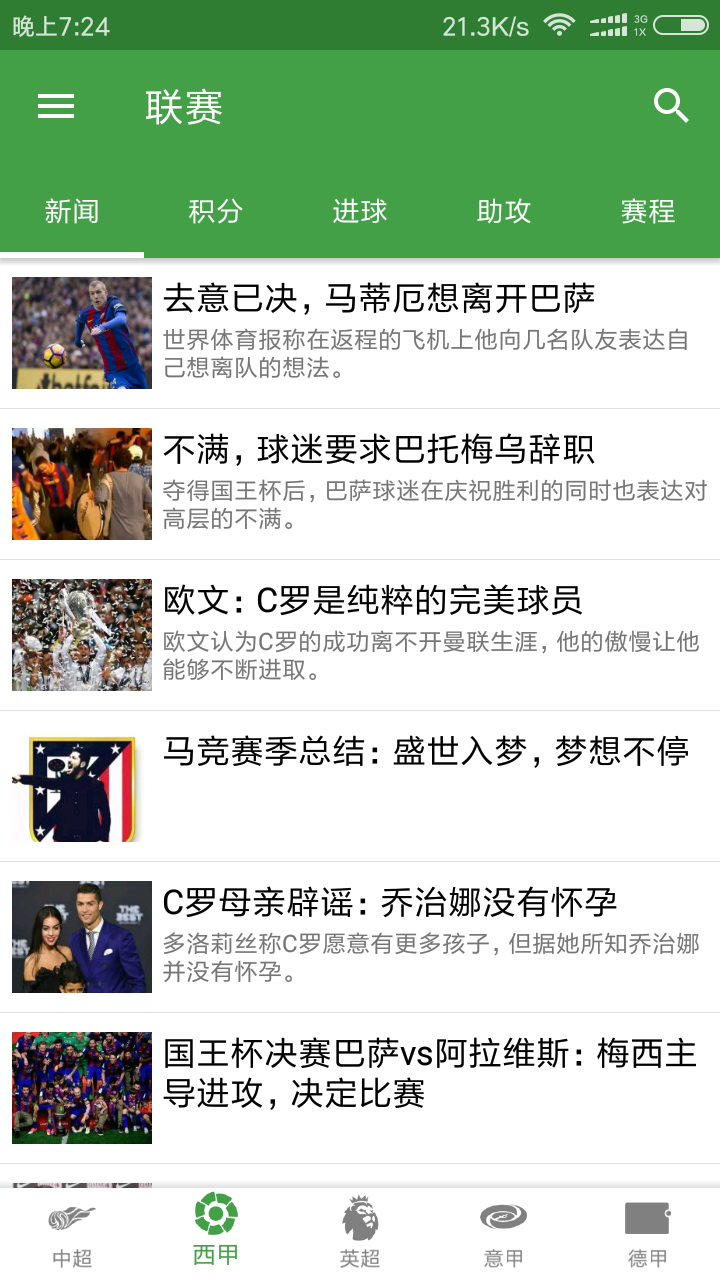 晚上7:24 21.3K/s 3G 1X
联赛
新闻 积分 进球 助攻 赛程
去意已决，马蒂厄想离开巴萨
世界体育报称在返程的飞机上他向几名队友表达自
己想离队的想法。
不满，球迷要求巴托梅乌辞职
夺得国王杯后，巴萨球迷在庆祝胜利的同时也表达对
高层的不满。
欧文：C罗是纯粹的完美球员
欧文认为C罗的成功离不开曼联生涯，他的傲慢让他
能够不断进取。
马竞赛季总结：盛世入梦，梦想不停
C罗母亲辟谣：乔治娜没有怀孕
多洛莉丝称C罗愿意有更多孩子，但据她所知乔治娜
并没有怀孕。
国王杯决赛巴萨vs阿拉维斯：梅西主
导进攻，决定比赛
中超 西甲 英超 意甲 德甲